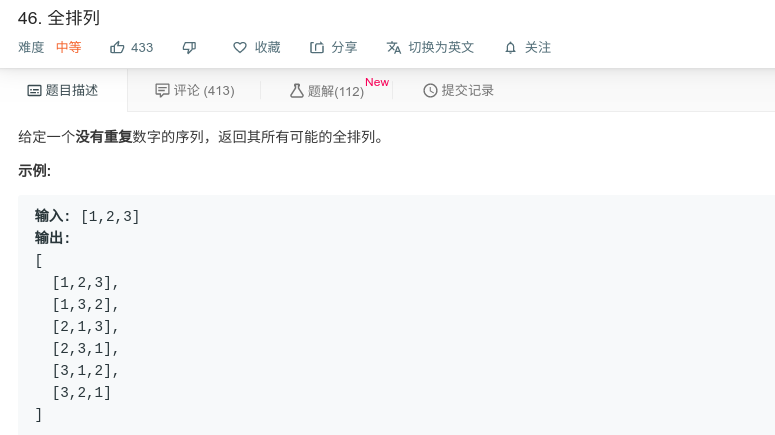 46. 全排列
难度 中等 433 收藏 分享 切换为英文 关注
题目描述 评论 (413) 题解(112) New 提交记录
给定一个没有重复数字的序列，返回其所有可能的全排列。
示例:
输入: [1,2,3]
输出:
[
  [1,2,3],
  [1,3,2],
  [2,1,3],
  [2,3,1],
  [3,1,2],
  [3,2,1]
]